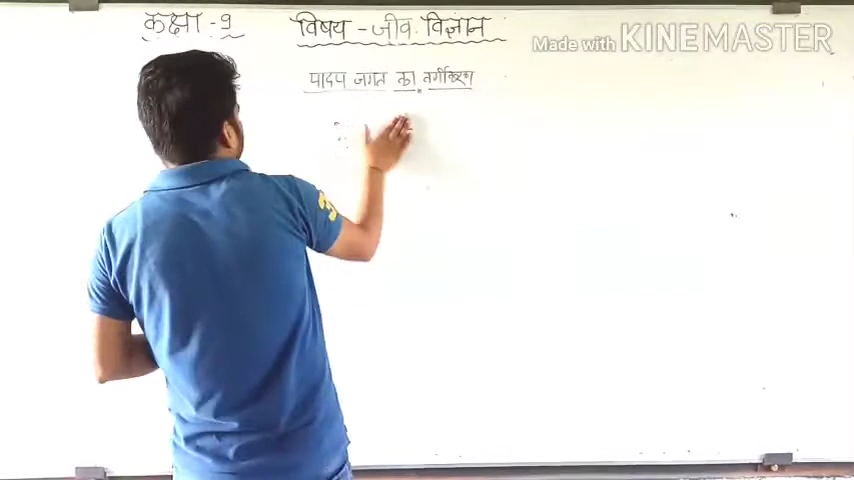 कक्षा - 9
विषय - जीव विज्ञान
Made with KINEMASTER
पादप जगत का वर्गीकरण